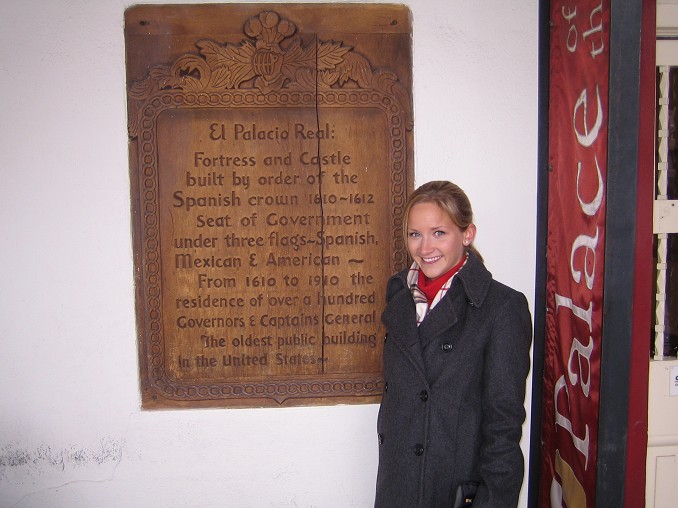 El Palacio Real:
Fortress and Castle
built by order of the
Spanish crown 1610~1612
Seat of Government
under three flags~Spanish,
Mexican & American ~
From 1610 to 1910 the
residence of over a hundred
Governors & Captains General
The oldest public building
in the United States~
Palace
of
th